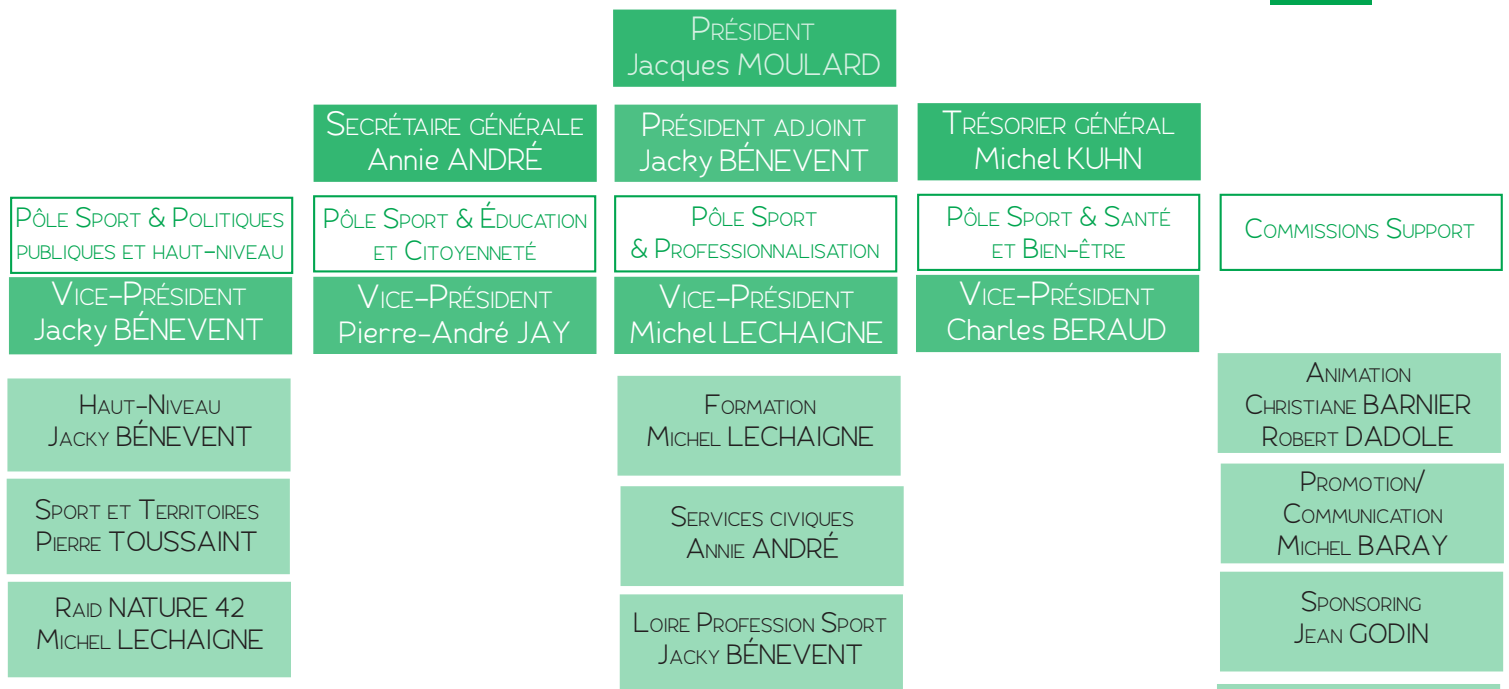 Président
Jacques MOULARD
Secrétaire générale
Annie ANDRÉ
Président adjoint
Jacky BÉNEVENT
Trésorier général
Michel KUHN
Pôle Sport & Politiques
publiques et haut-niveau
Vice-Président
Jacky BÉNEVENT
Pôle Sport & Éducation
et Citoyenneté
Vice-Président
Pierre-André JAY
Pôle Sport
& Professionnalisation
Vice-Président
Michel LECHAIGNE
Pôle Sport & Santé
et Bien-être
Vice-Président
Charles BERAUD
Commissions Support
Haut-Niveau
Jacky BÉNEVENT
Sport et Territoires
Pierre TOUSSAINT
Raid NATURE 42
Michel LECHAIGNE
Formation
Michel LECHAIGNE
Services civiques
Annie ANDRÉ
Loire Profession Sport
Jacky BÉNEVENT
Animation
Christiane BARNIER
Robert DADOLE
Promotion/
Communication
Michel BARAY
Sponsoring
Jean GODIN